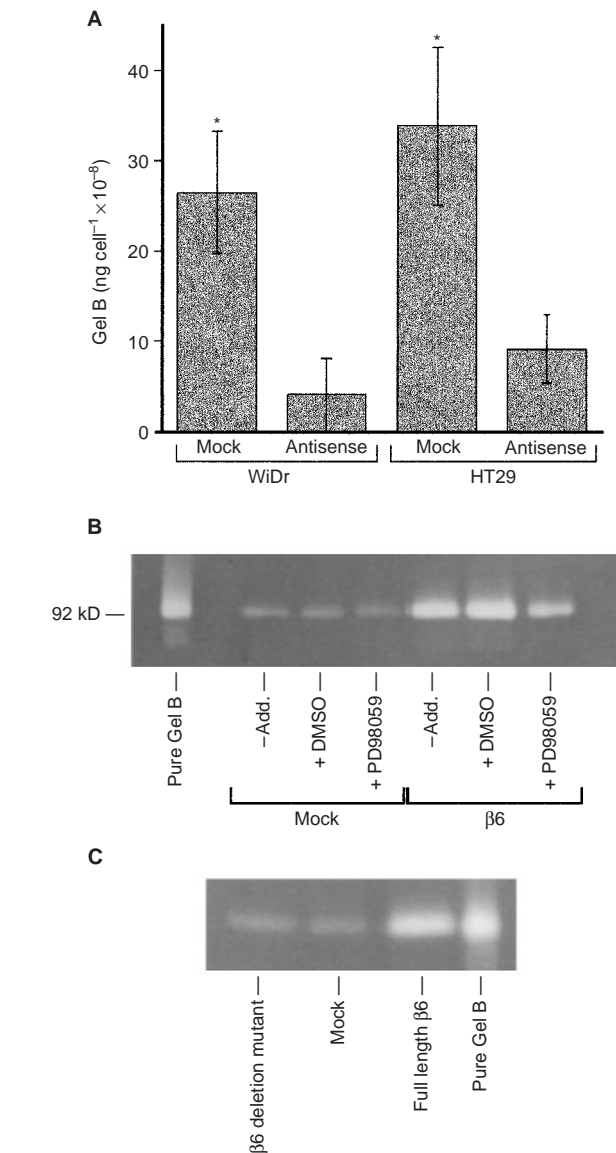 A
40
30
20
10
0
Gel B (ng cell⁻¹ × 10⁻⁸)
*
*
Mock
Antisense
Mock
Antisense
WiDr
HT29
B
92 kD
Pure Gel B
– Add.
+ DMSO
+ PD98059
– Add.
+ DMSO
+ PD98059
Mock
β6
C
β6 deletion mutant
Mock
Full length β6
Pure Gel B